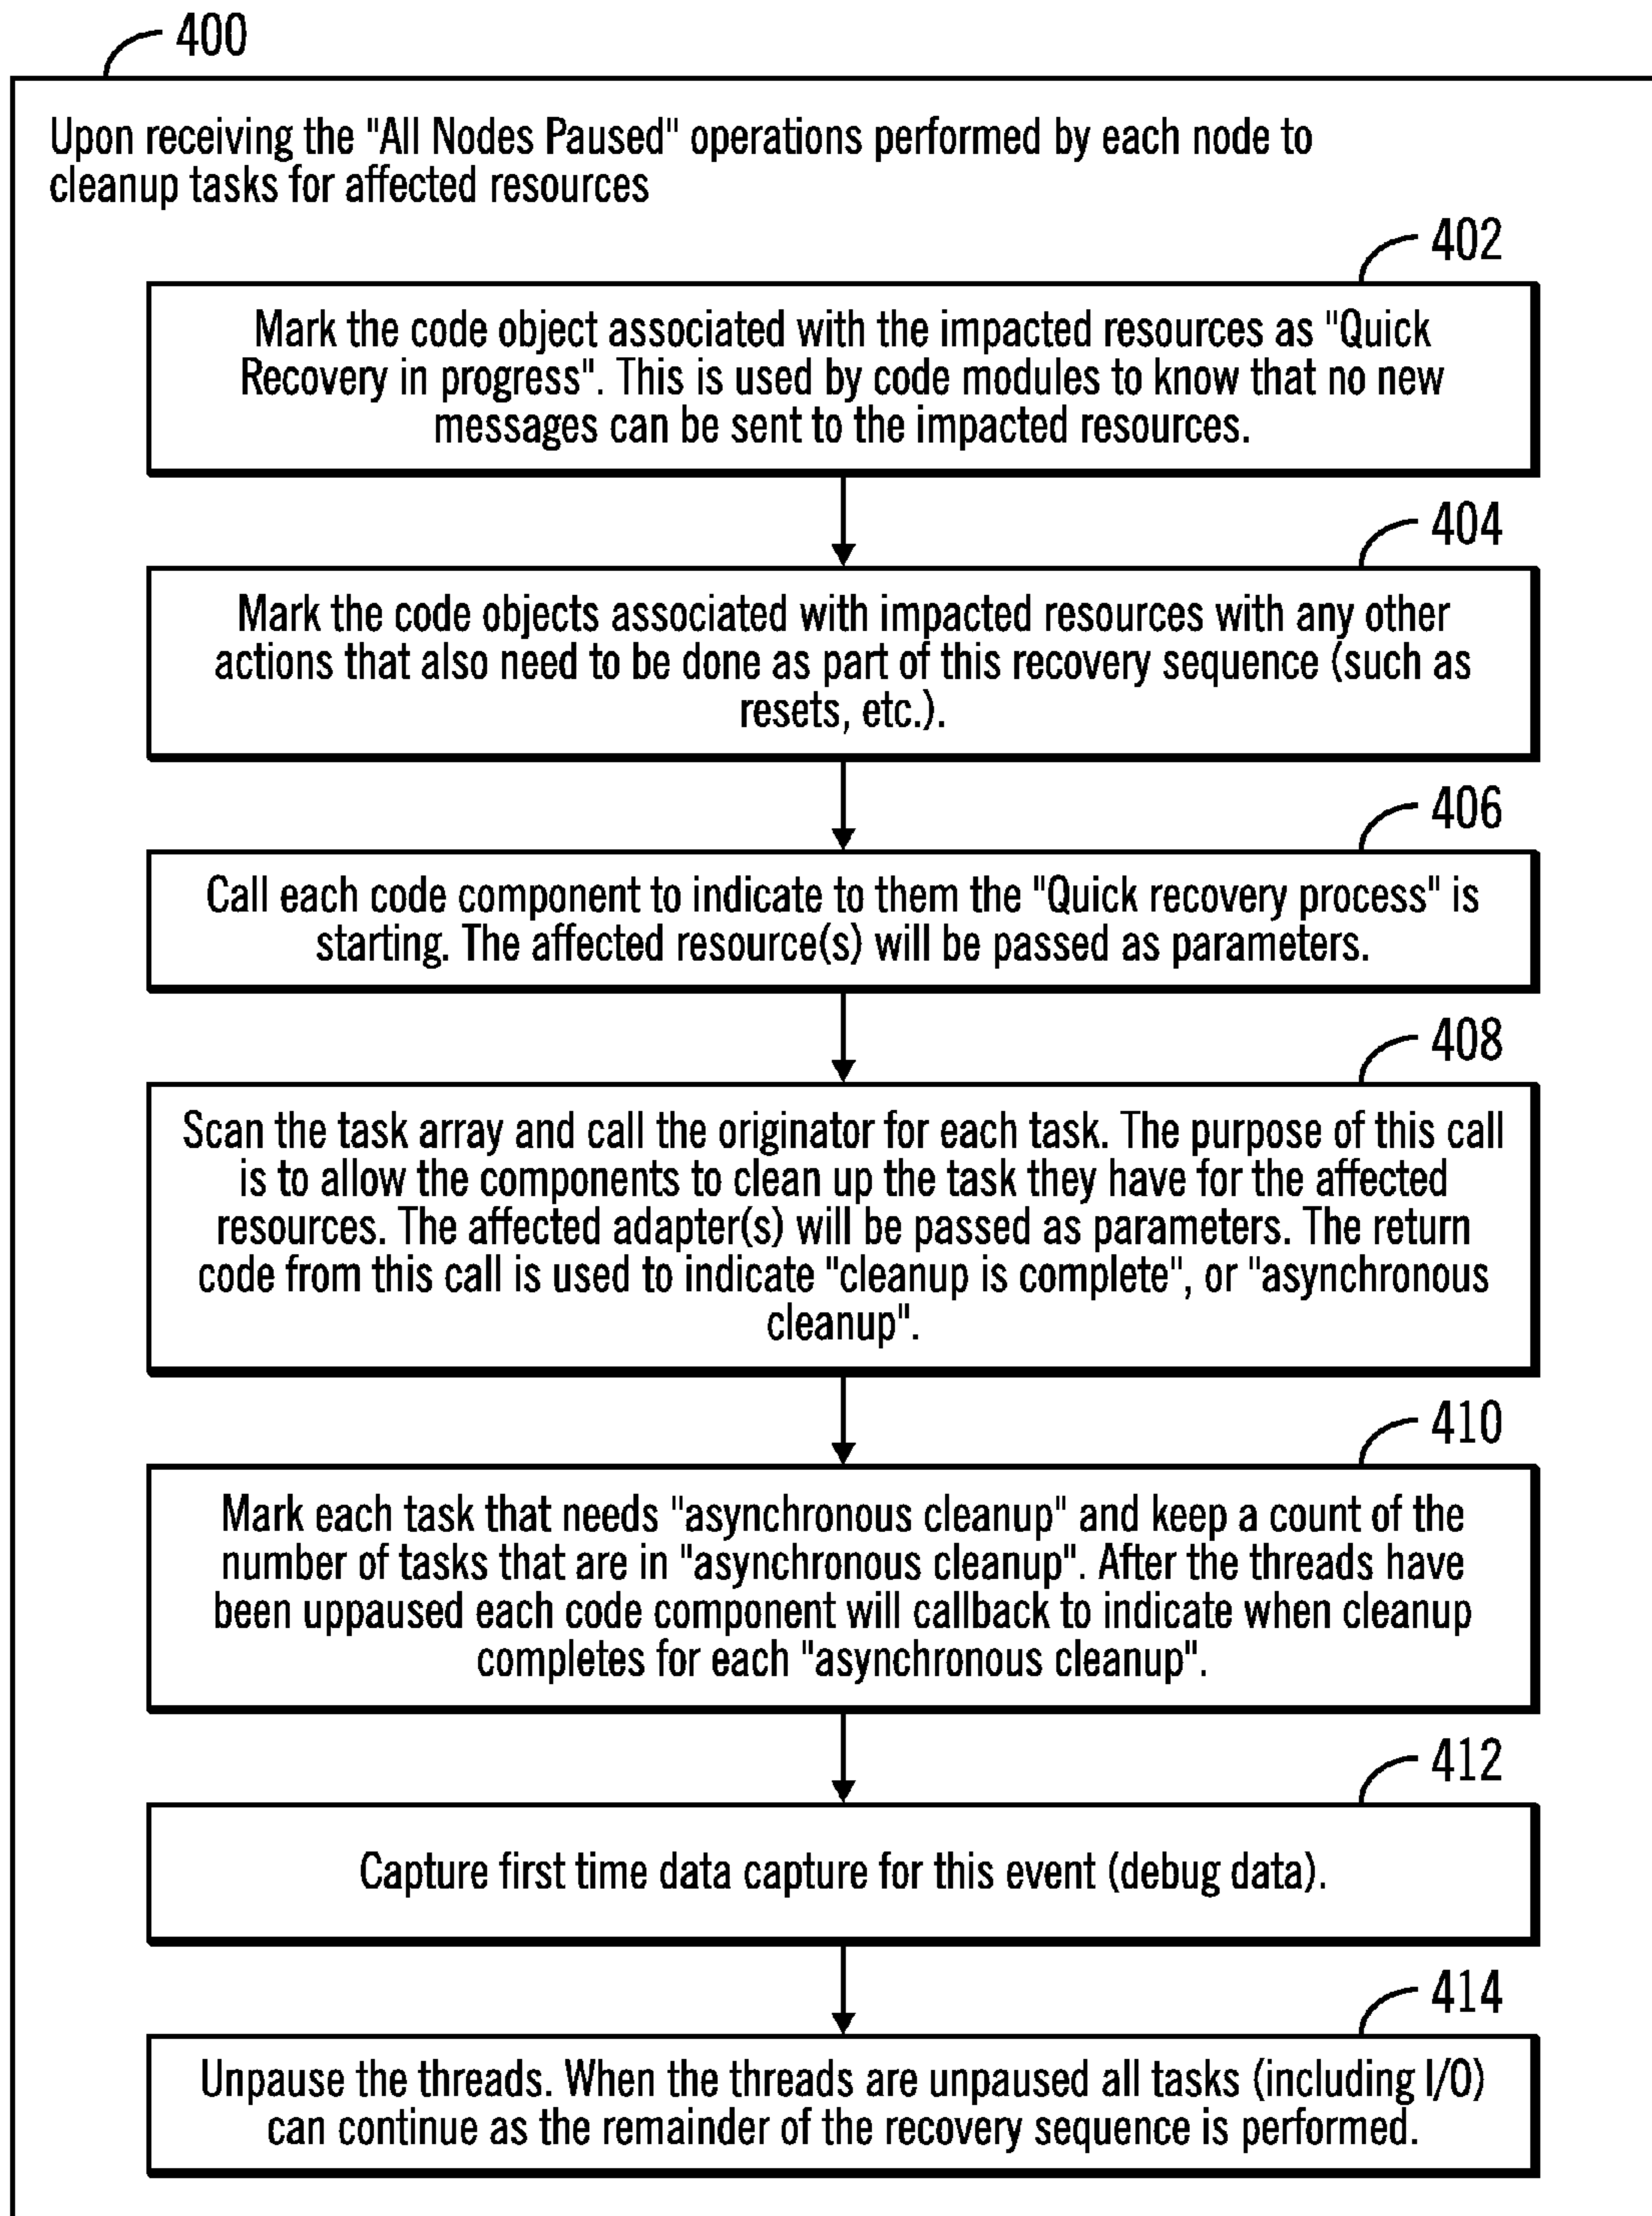 400
Upon receiving the "All Nodes Paused" operations performed by each node to
cleanup tasks for affected resources
402
Mark the code object associated with the impacted resources as "Quick
Recovery in progress". This is used by code modules to know that no new
messages can be sent to the impacted resources.
404
Mark the code objects associated with impacted resources with any other
actions that also need to be done as part of this recovery sequence (such as
resets, etc.).
406
Call each code component to indicate to them the "Quick recovery process" is
starting. The affected resource(s) will be passed as parameters.
408
Scan the task array and call the originator for each task. The purpose of this call
is to allow the components to clean up the task they have for the affected
resources. The affected adapter(s) will be passed as parameters. The return
code from this call is used to indicate "cleanup is complete", or "asynchronous
cleanup".
410
Mark each task that needs "asynchronous cleanup" and keep a count of the
number of tasks that are in "asynchronous cleanup". After the threads have
been uppaused each code component will callback to indicate when cleanup
completes for each "asynchronous cleanup".
412
Capture first time data capture for this event (debug data).
414
Unpause the threads. When the threads are unpaused all tasks (including I/O)
can continue as the remainder of the recovery sequence is performed.